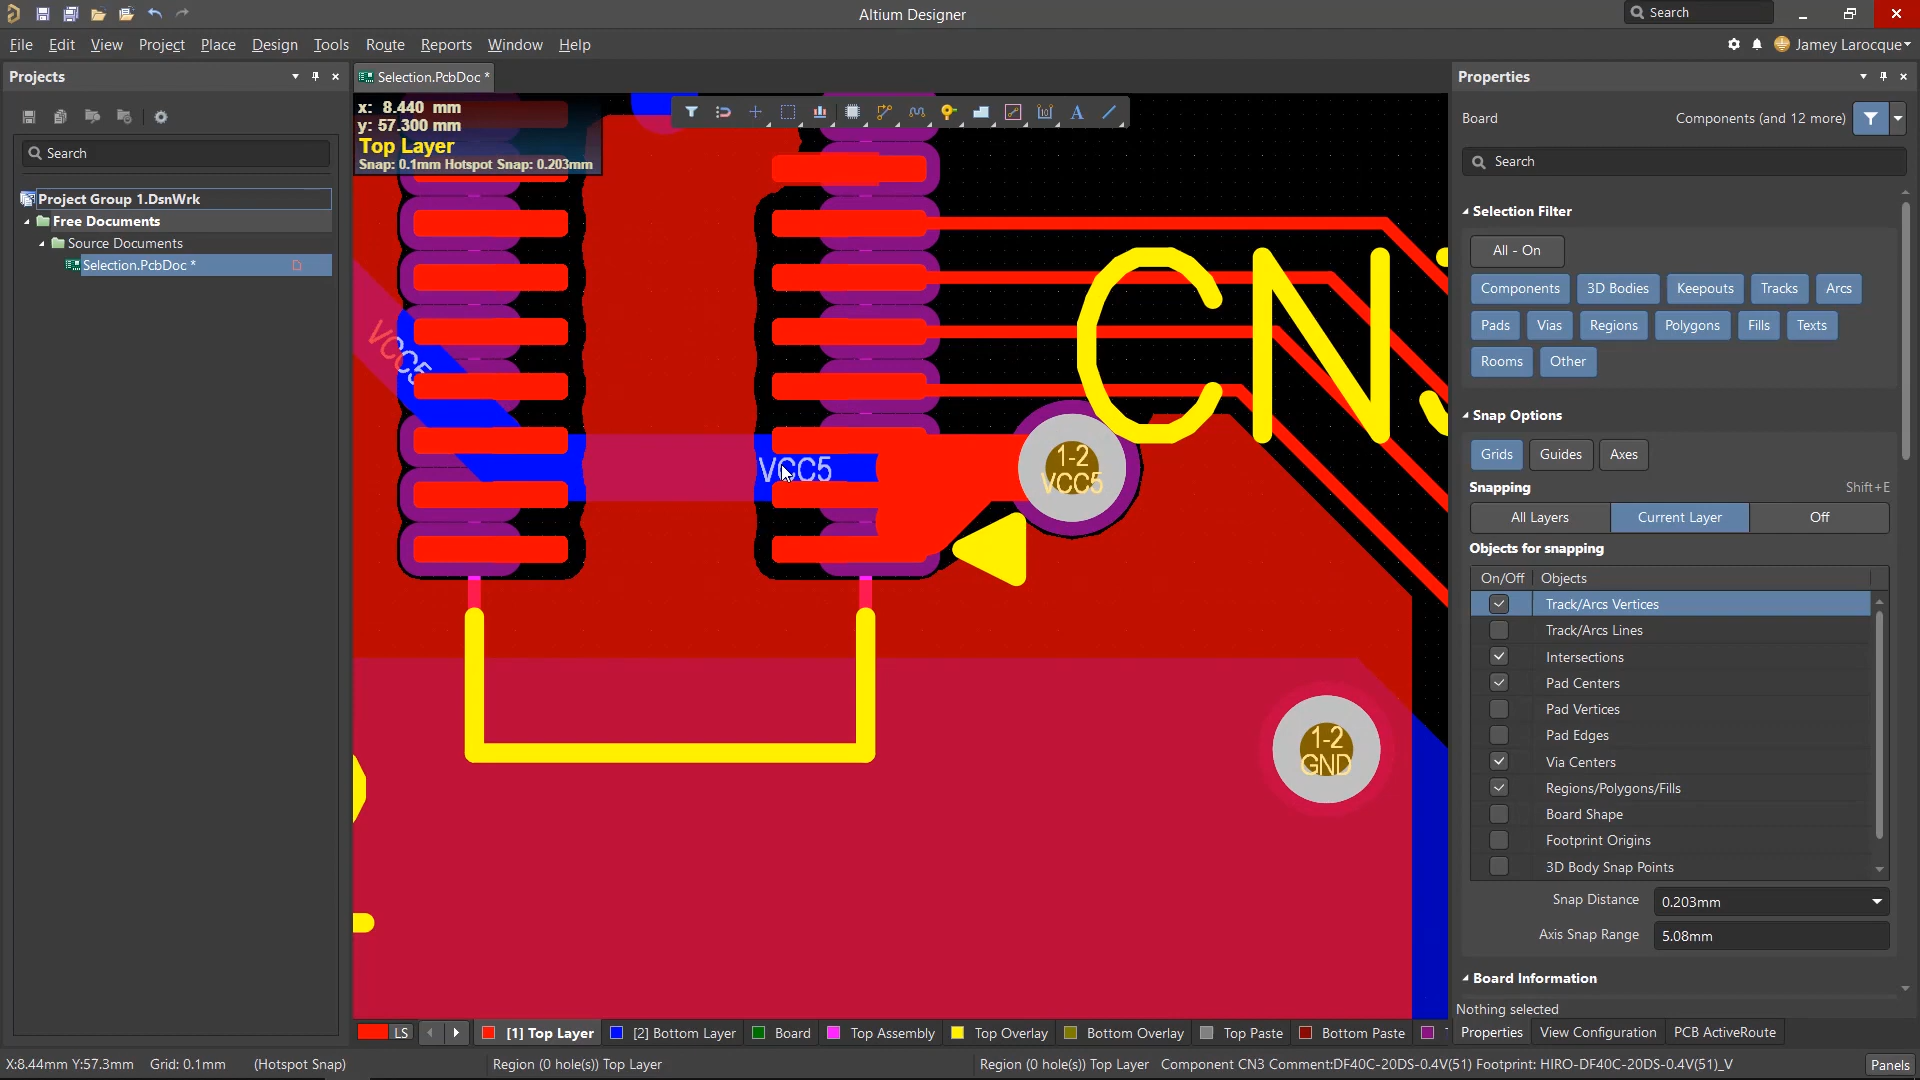 Altium Designer
Search
File Edit View Project Place Design Tools Route Reports Window Help
Jamey Larocque
Projects
Selection.PcbDoc *
Properties
x: 8.440 mm
y: 57.300 mm
Top Layer
Snap: 0.1mm Hotspot Snap: 0.203mm
Board
Components (and 12 more)
Search
Search
Project Group 1.DsnWrk
Free Documents
Source Documents
Selection.PcbDoc *
Selection Filter
All - On
Components 3D Bodies Keepouts Tracks Arcs
Pads Vias Regions Polygons Fills Texts
Rooms Other
Snap Options
Grids Guides Axes
Snapping Shift+E
All Layers Current Layer Off
Objects for snapping
On/Off Objects
Track/Arcs Vertices
Track/Arcs Lines
Intersections
Pad Centers
Pad Vertices
Pad Edges
Via Centers
Regions/Polygons/Fills
Board Shape
Footprint Origins
3D Body Snap Points
Snap Distance 0.203mm
Axis Snap Range 5.08mm
Board Information
Nothing selected
Properties View Configuration PCB ActiveRoute
VCC5
CN
VCC5
1-2
VCC5
1-2
GND
LS [1] Top Layer [2] Bottom Layer Board Top Assembly Top Overlay Bottom Overlay Top Paste Bottom Paste
X:8.44mm Y:57.3mm Grid: 0.1mm (Hotspot Snap) Region (0 hole(s)) Top Layer Region (0 hole(s)) Top Layer Component CN3 Comment:DF40C-20DS-0.4V(51) Footprint: HIRO-DF40C-20DS-0.4V(51)_V
Panels